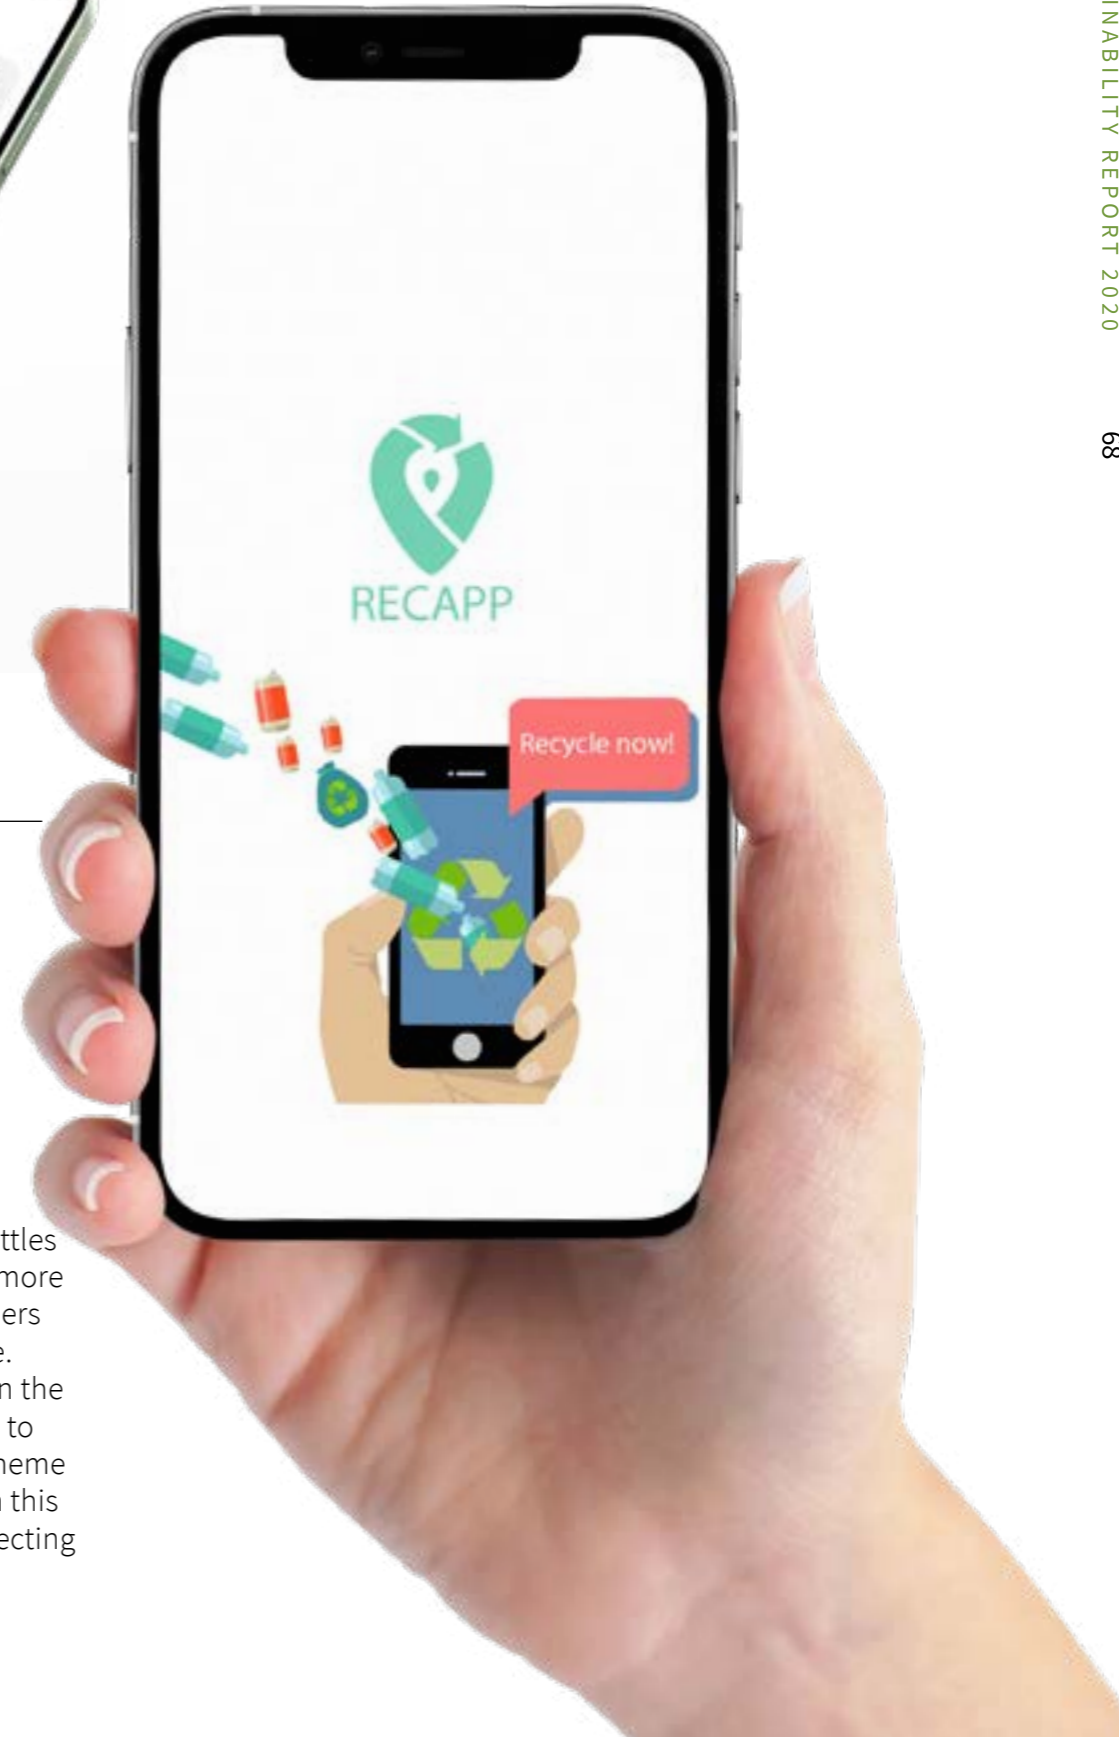 INABILITY REPORT 2020
68
RECAPP
Recycle now!
ttles
more
ers
e.
n the
to
heme
this
ecting